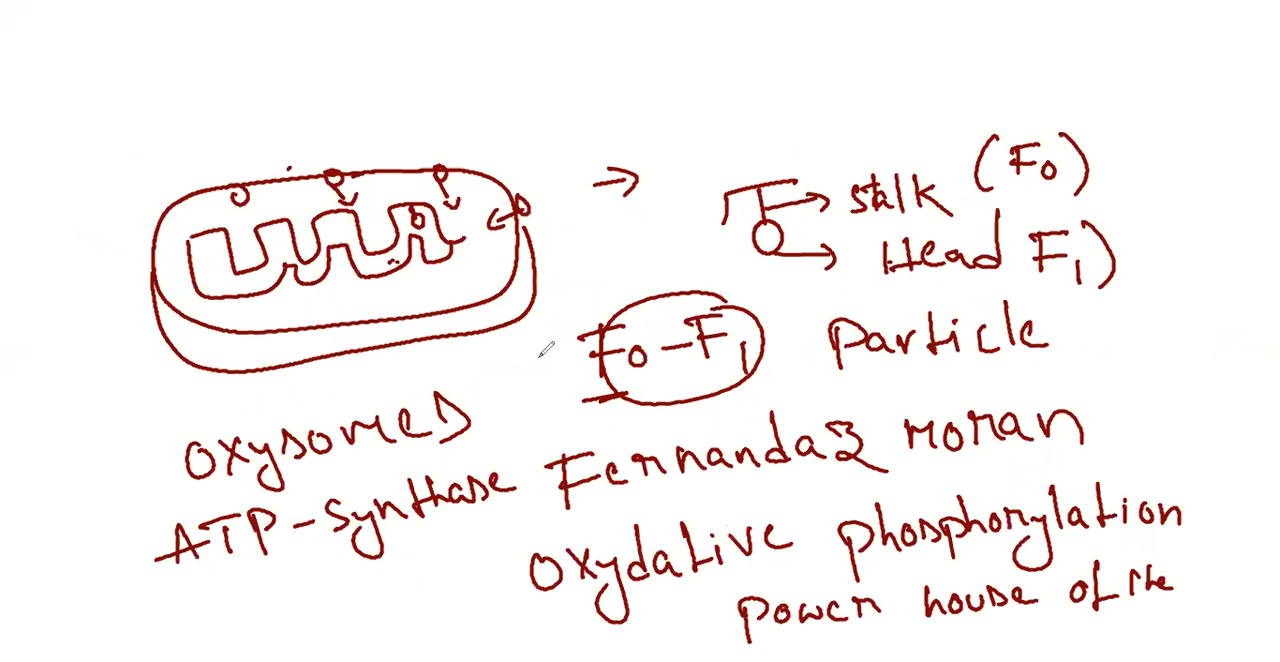 stalk (F0)
Head F1)
F0-F1 Particle
oxysomes
Fernandaz moran
ATP-synthase
oxydative phosphorylation
power house of the